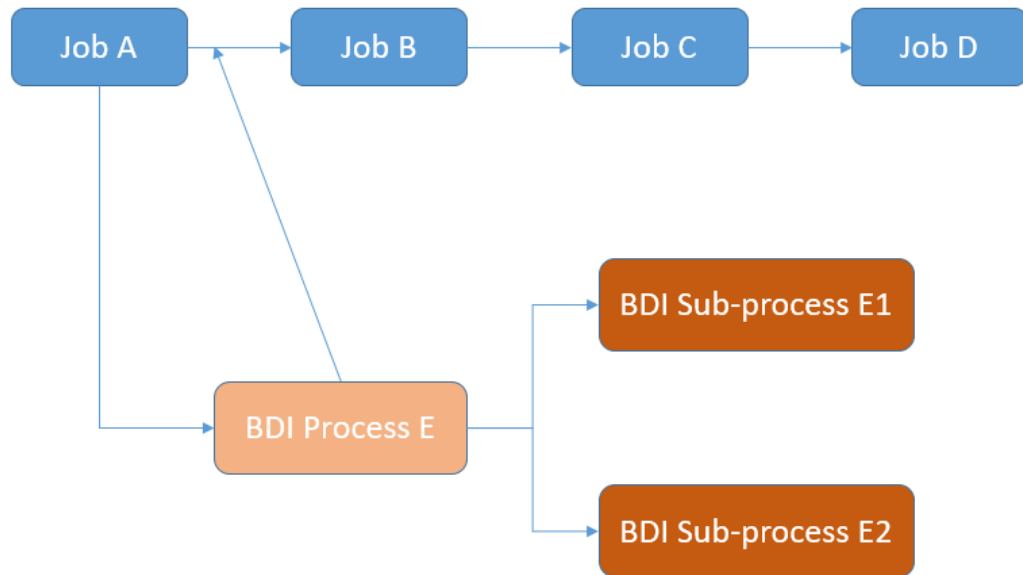 Job A
Job B
Job C
Job D
BDI Sub-process E1
BDI Process E
BDI Sub-process E2